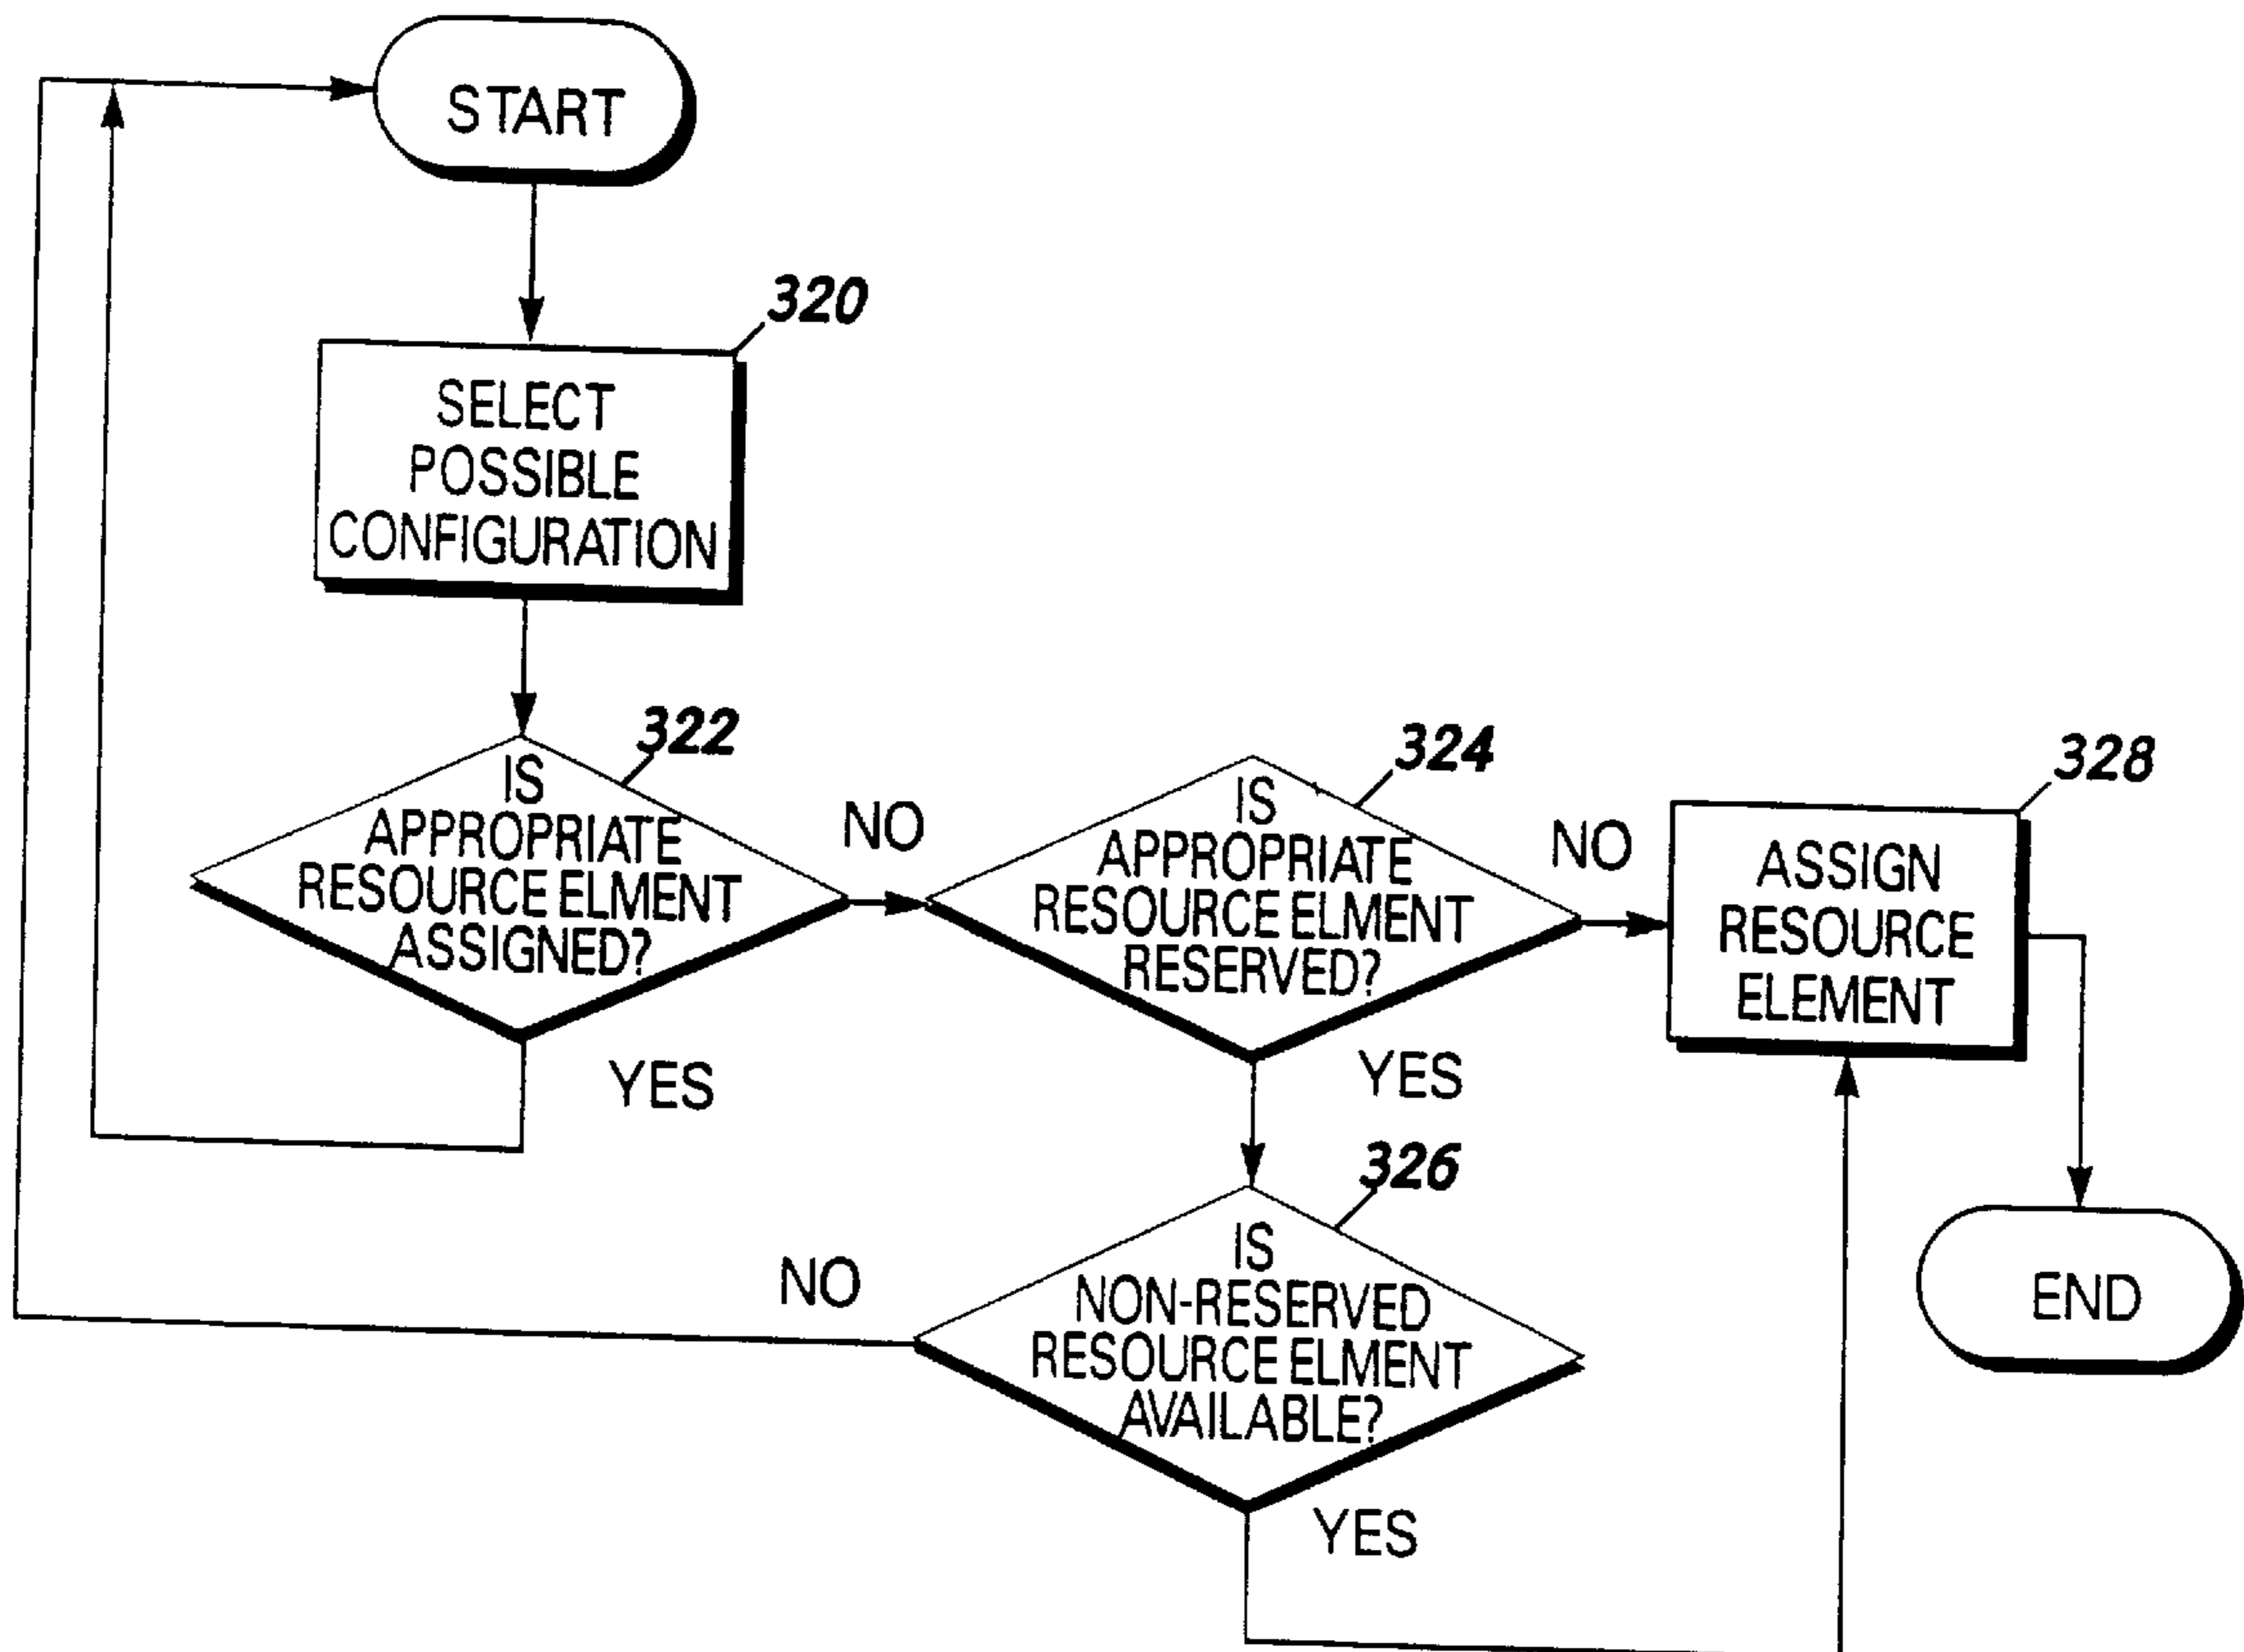 START
320
SELECT
POSSIBLE
CONFIGURATION
322
IS
APPROPRIATE
RESOURCE ELMENT
ASSIGNED?
NO
YES
324
IS
APPROPRIATE
RESOURCE ELMENT
RESERVED?
NO
YES
328
ASSIGN
RESOURCE
ELEMENT
326
IS
NON-RESERVED
RESOURCE ELMENT
AVAILABLE?
NO
YES
END